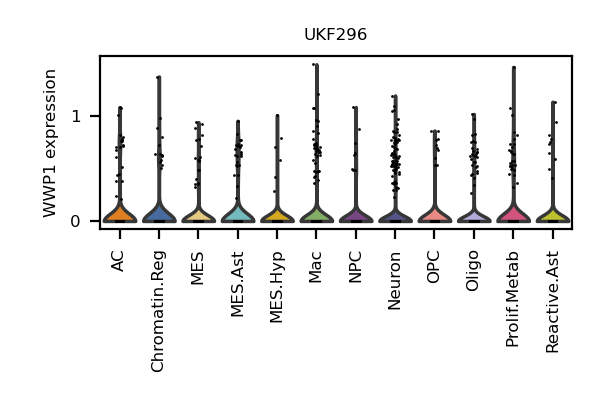 UKF296
WWP1 expression
1
0
AC
Chromatin.Reg
MES
MES.Ast
MES.Hyp
Mac
NPC
Neuron
OPC
Oligo
Prolif.Metab
Reactive.Ast